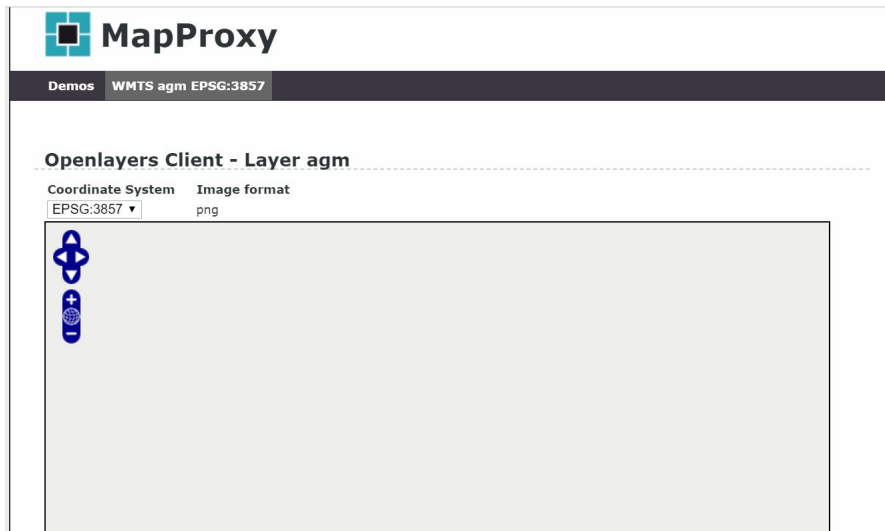 MapProxy
Demos WMTS agm EPSG:3857
Openlayers Client - Layer agm
Coordinate System Image format
EPSG:3857 ▼ png
+
−